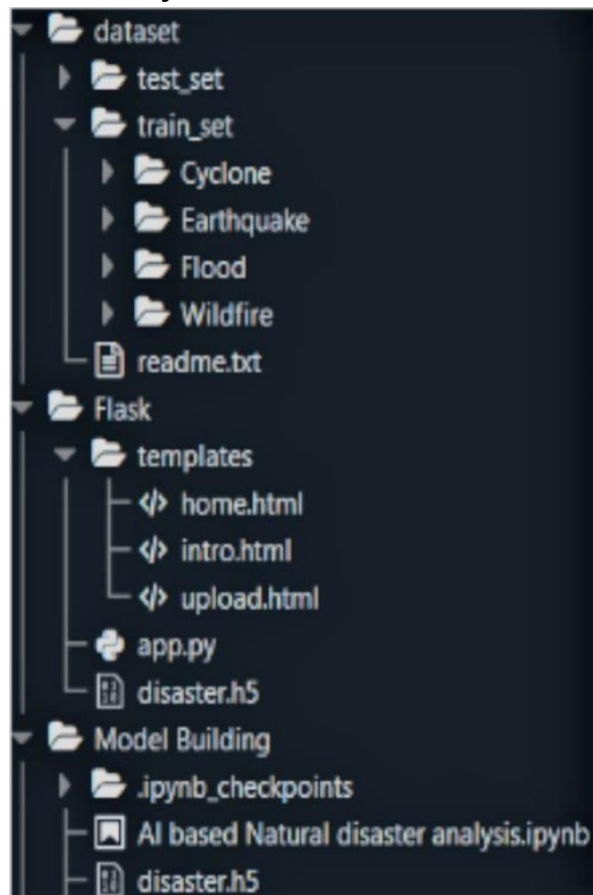 dataset
test_set
train_set
Cyclone
Earthquake
Flood
Wildfire
readme.txt
Flask
templates
</> home.html
</> intro.html
</> upload.html
app.py
disaster.h5
Model Building
.ipynb_checkpoints
AI based Natural disaster analysis.ipynb
disaster.h5